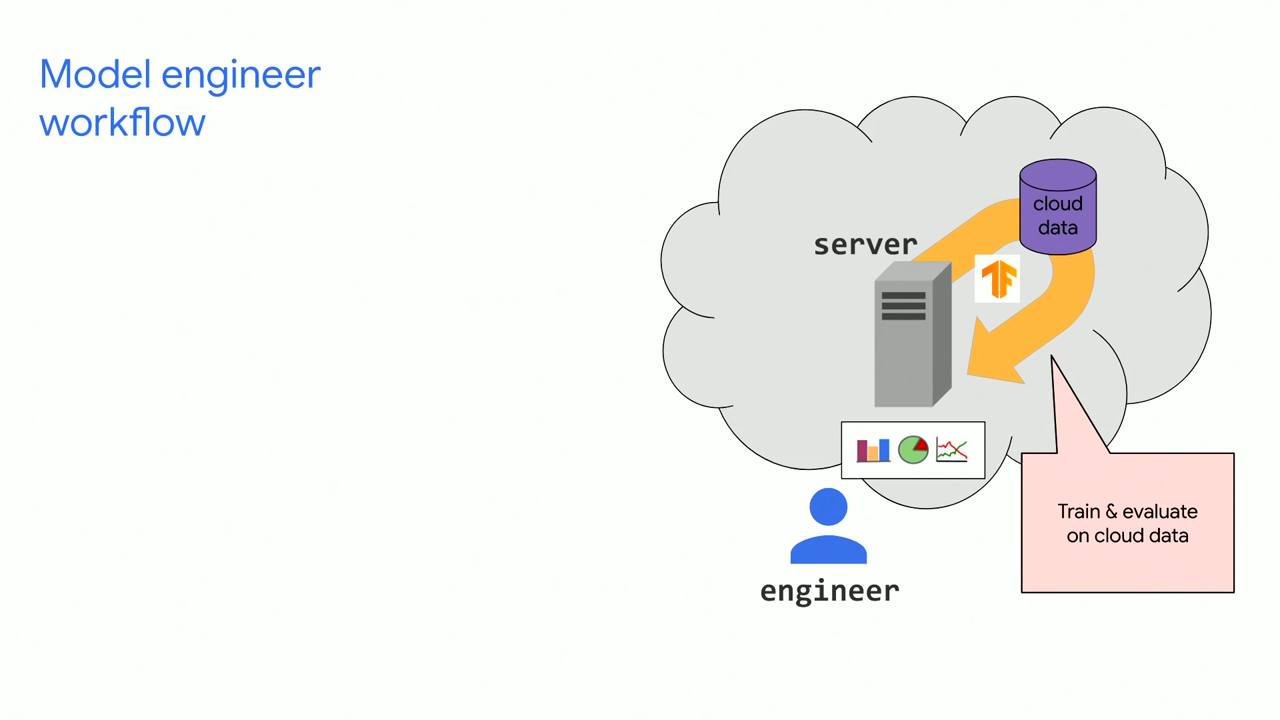 Model engineer
workflow
cloud
data
server
Train & evaluate
on cloud data
engineer